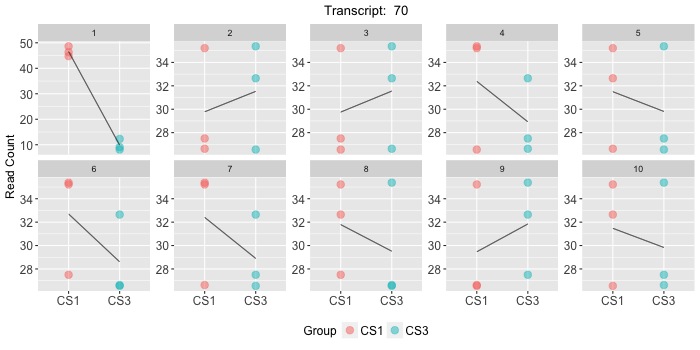 Transcript: 70
1 2 3 4 5
50
40
30
20
10
34 34 34 34
32 32 32 32
30 30 30 30
28 28 28 28
Read Count
6 7 8 9 10
34 34 34 34 34
32 32 32 32 32
30 30 30 30 30
28 28 28 28 28
CS1 CS3 CS1 CS3 CS1 CS3 CS1 CS3 CS1 CS3
Group CS1 CS3